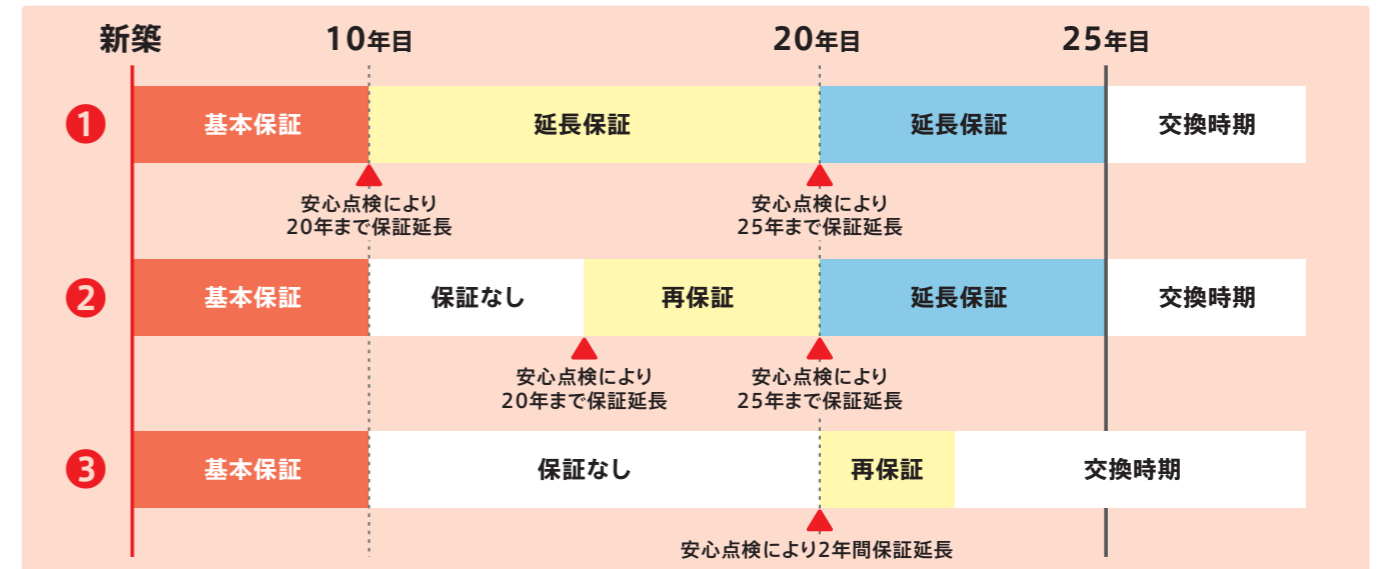 新築 10年目 20年目 25年目
1 基本保証 延長保証 延長保証 交換時期
安心点検により 安心点検により
20年まで保証延長 25年まで保証延長
2 基本保証 保証なし 再保証 延長保証 交換時期
安心点検により 安心点検により
20年まで保証延長 25年まで保証延長
3 基本保証 保証なし 再保証 交換時期
安心点検により2年間保証延長